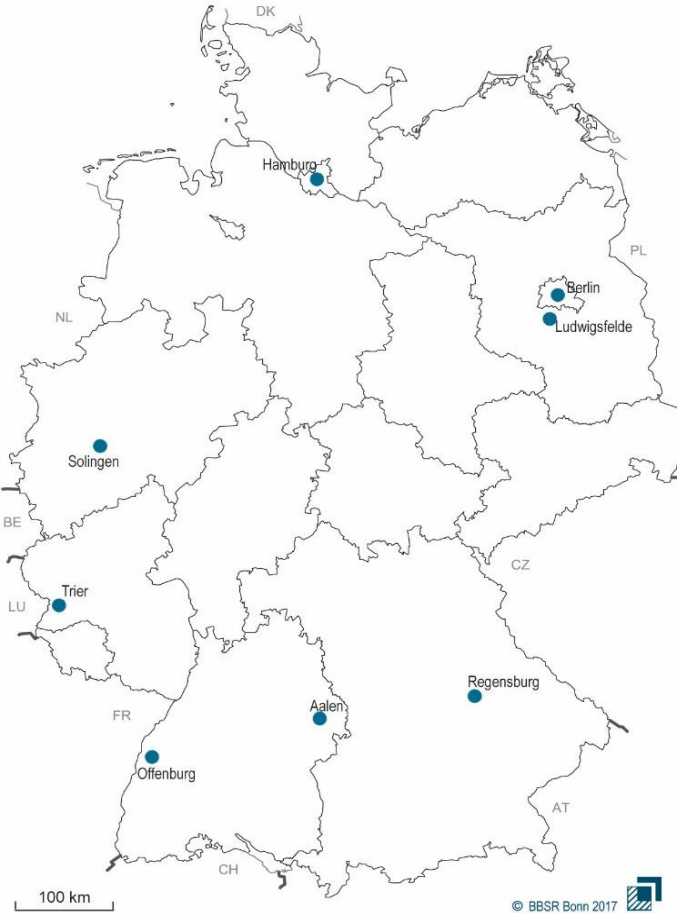 DK
Hamburg
PL
Berlin
NL
Ludwigsfelde
Solingen
BE
CZ
Trier
LU
Regensburg
Aalen
FR
Offenburg
AT
CH
100 km
© BBSR Bonn 2017